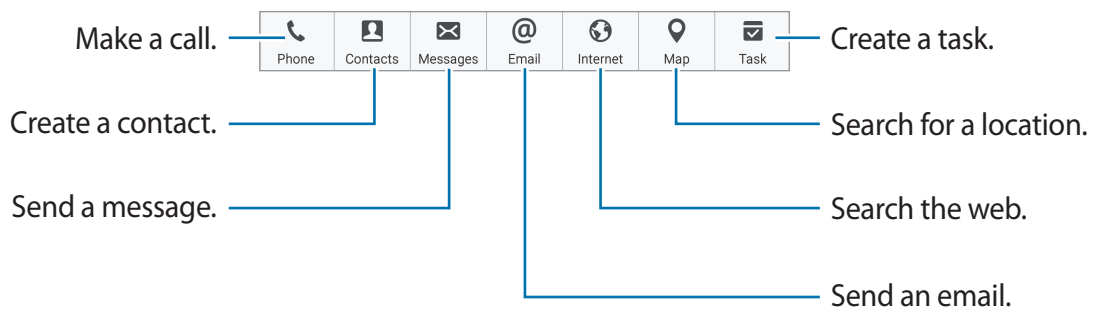 Make a call.
Phone
Contacts
Messages
@
Email
Internet
Map
Task
Create a task.
Create a contact.
Search for a location.
Send a message.
Search the web.
Send an email.